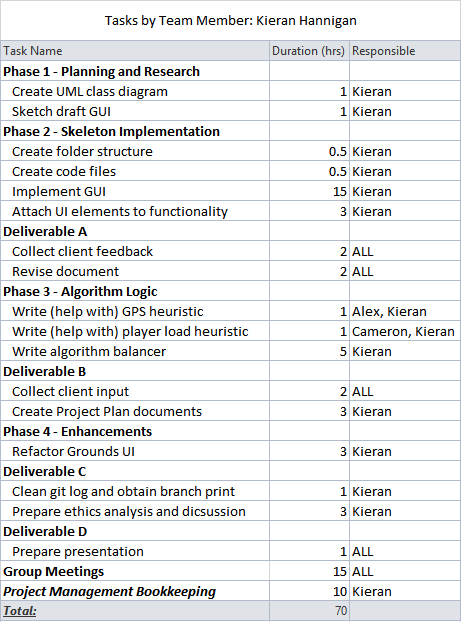 Tasks by Team Member: Kieran Hannigan
Task Name Duration (hrs) Responsible
Phase 1 - Planning and Research
Create UML class diagram 1 Kieran
Sketch draft GUI 1 Kieran
Phase 2 - Skeleton Implementation
Create folder structure 0.5 Kieran
Create code files 0.5 Kieran
Implement GUI 15 Kieran
Attach UI elements to functionality 3 Kieran
Deliverable A
Collect client feedback 2 ALL
Revise document 2 ALL
Phase 3 - Algorithm Logic
Write (help with) GPS heuristic 1 Alex, Kieran
Write (help with) player load heuristic 1 Cameron, Kieran
Write algorithm balancer 5 Kieran
Deliverable B
Collect client input 2 ALL
Create Project Plan documents 3 Kieran
Phase 4 - Enhancements
Refactor Grounds UI 3 Kieran
Deliverable C
Clean git log and obtain branch print 1 Kieran
Prepare ethics analysis and dicsussion 3 Kieran
Deliverable D
Prepare presentation 1 ALL
Group Meetings 15 ALL
Project Management Bookkeeping 10 Kieran
Total: 70